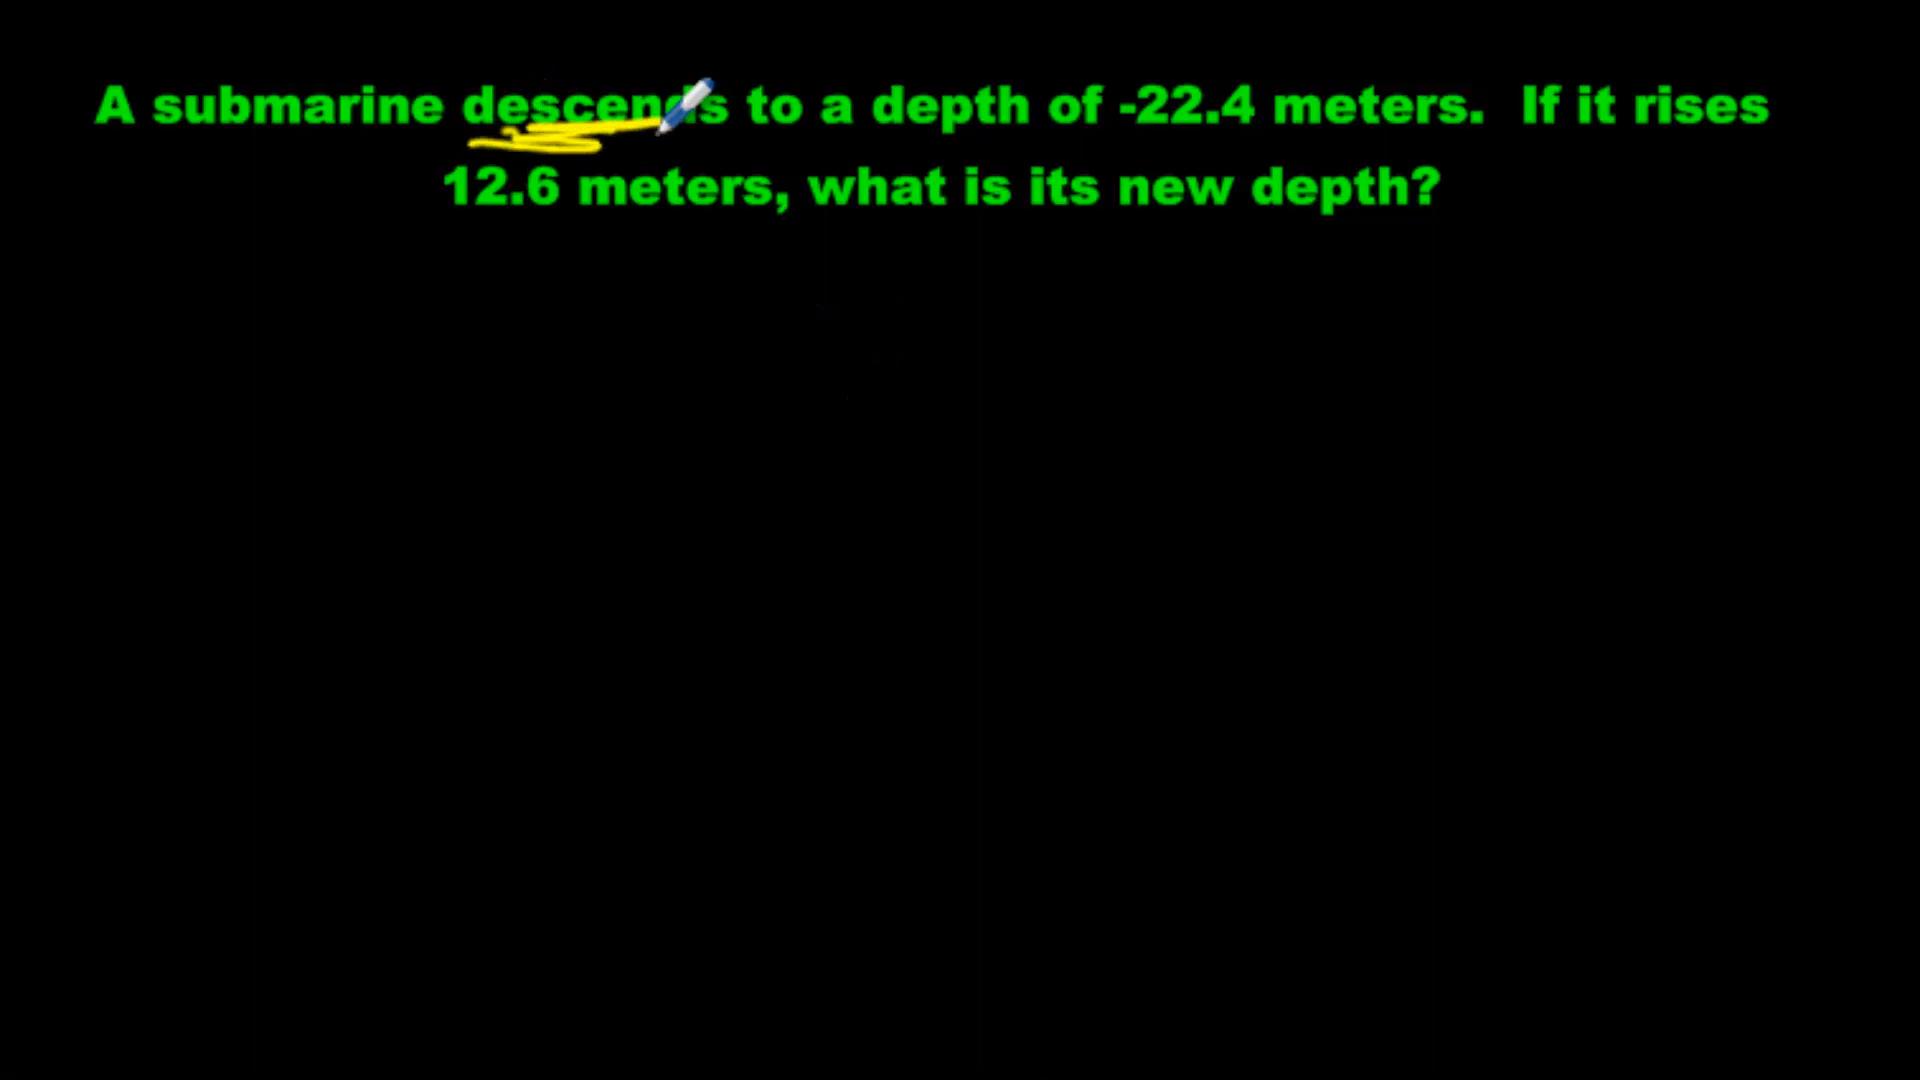 A submarine descends to a depth of -22.4 meters. If it rises
12.6 meters, what is its new depth?